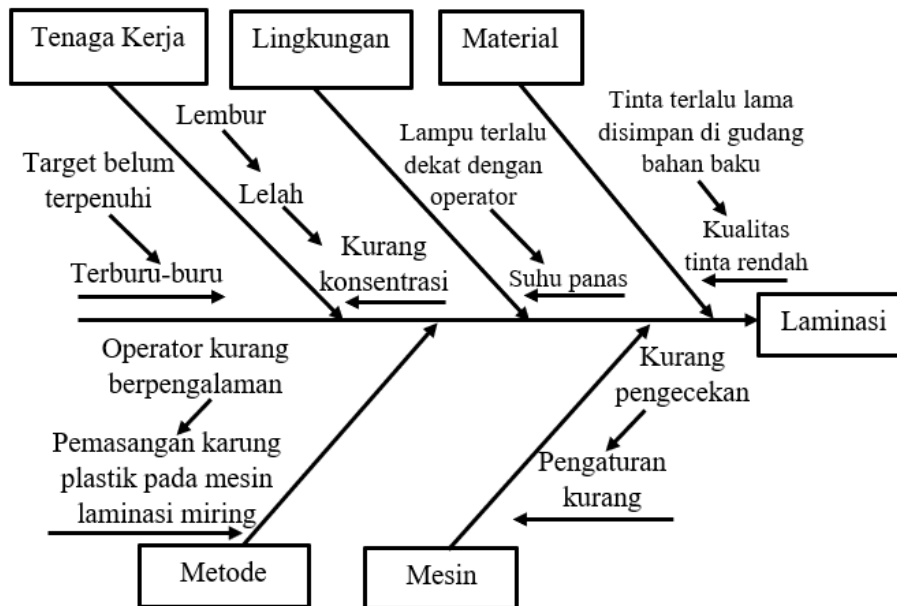 Tenaga Kerja
Lingkungan
Material
Lembur
Lelah
Kurang
konsentrasi
Target belum
terpenuhi
Terburu-buru
Lampu terlalu
dekat dengan
operator
Suhu panas
Tinta terlalu lama
disimpan di gudang
bahan baku
Kualitas
tinta rendah
Laminasi
Operator kurang
berpengalaman
Pemasangan karung
plastik pada mesin
laminasi miring
Kurang
pengecekan
Pengaturan
kurang
Metode
Mesin